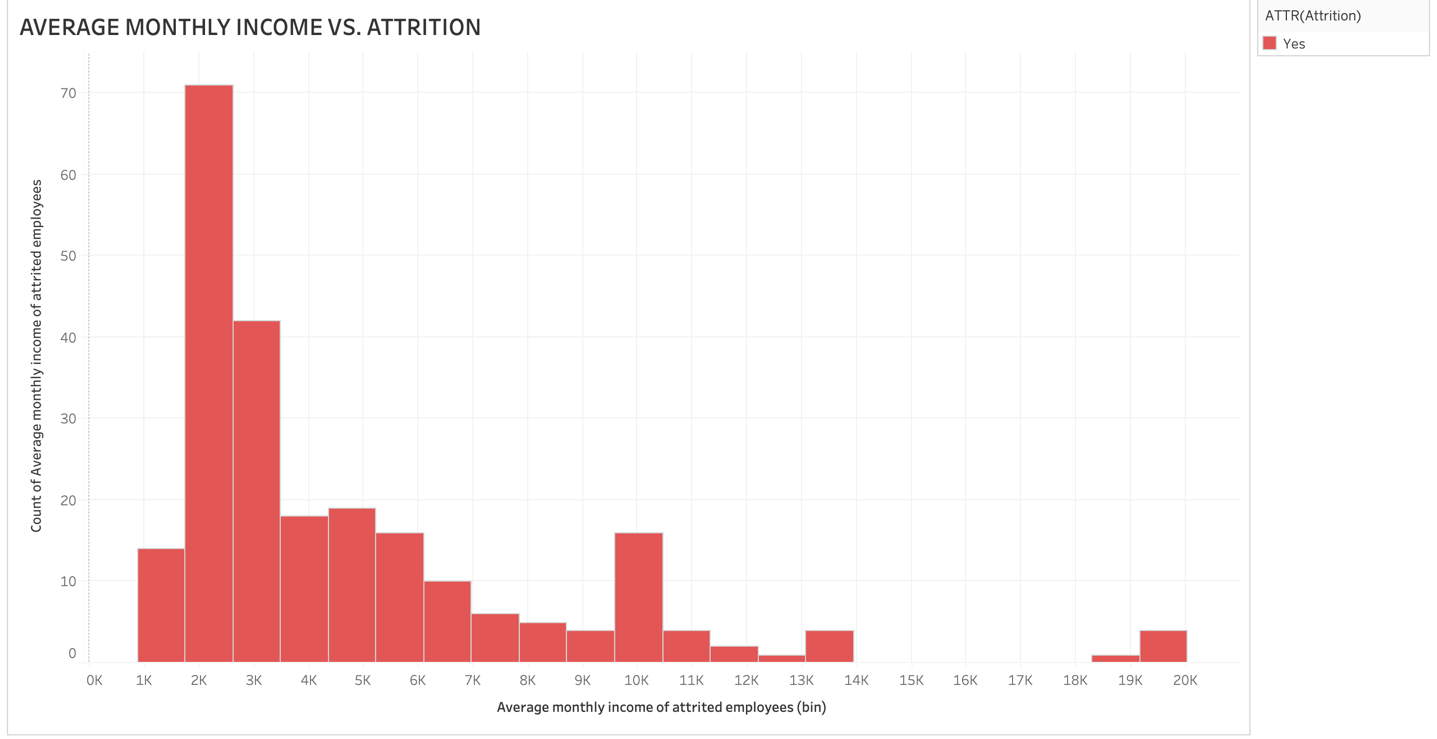 AVERAGE MONTHLY INCOME VS. ATTRITION
ATTR(Attrition)
Yes
Count of Average monthly income of attrited employees
70
60
50
40
30
20
10
0
0K 1K 2K 3K 4K 5K 6K 7K 8K 9K 10K 11K 12K 13K 14K 15K 16K 17K 18K 19K 20K
Average monthly income of attrited employees (bin)